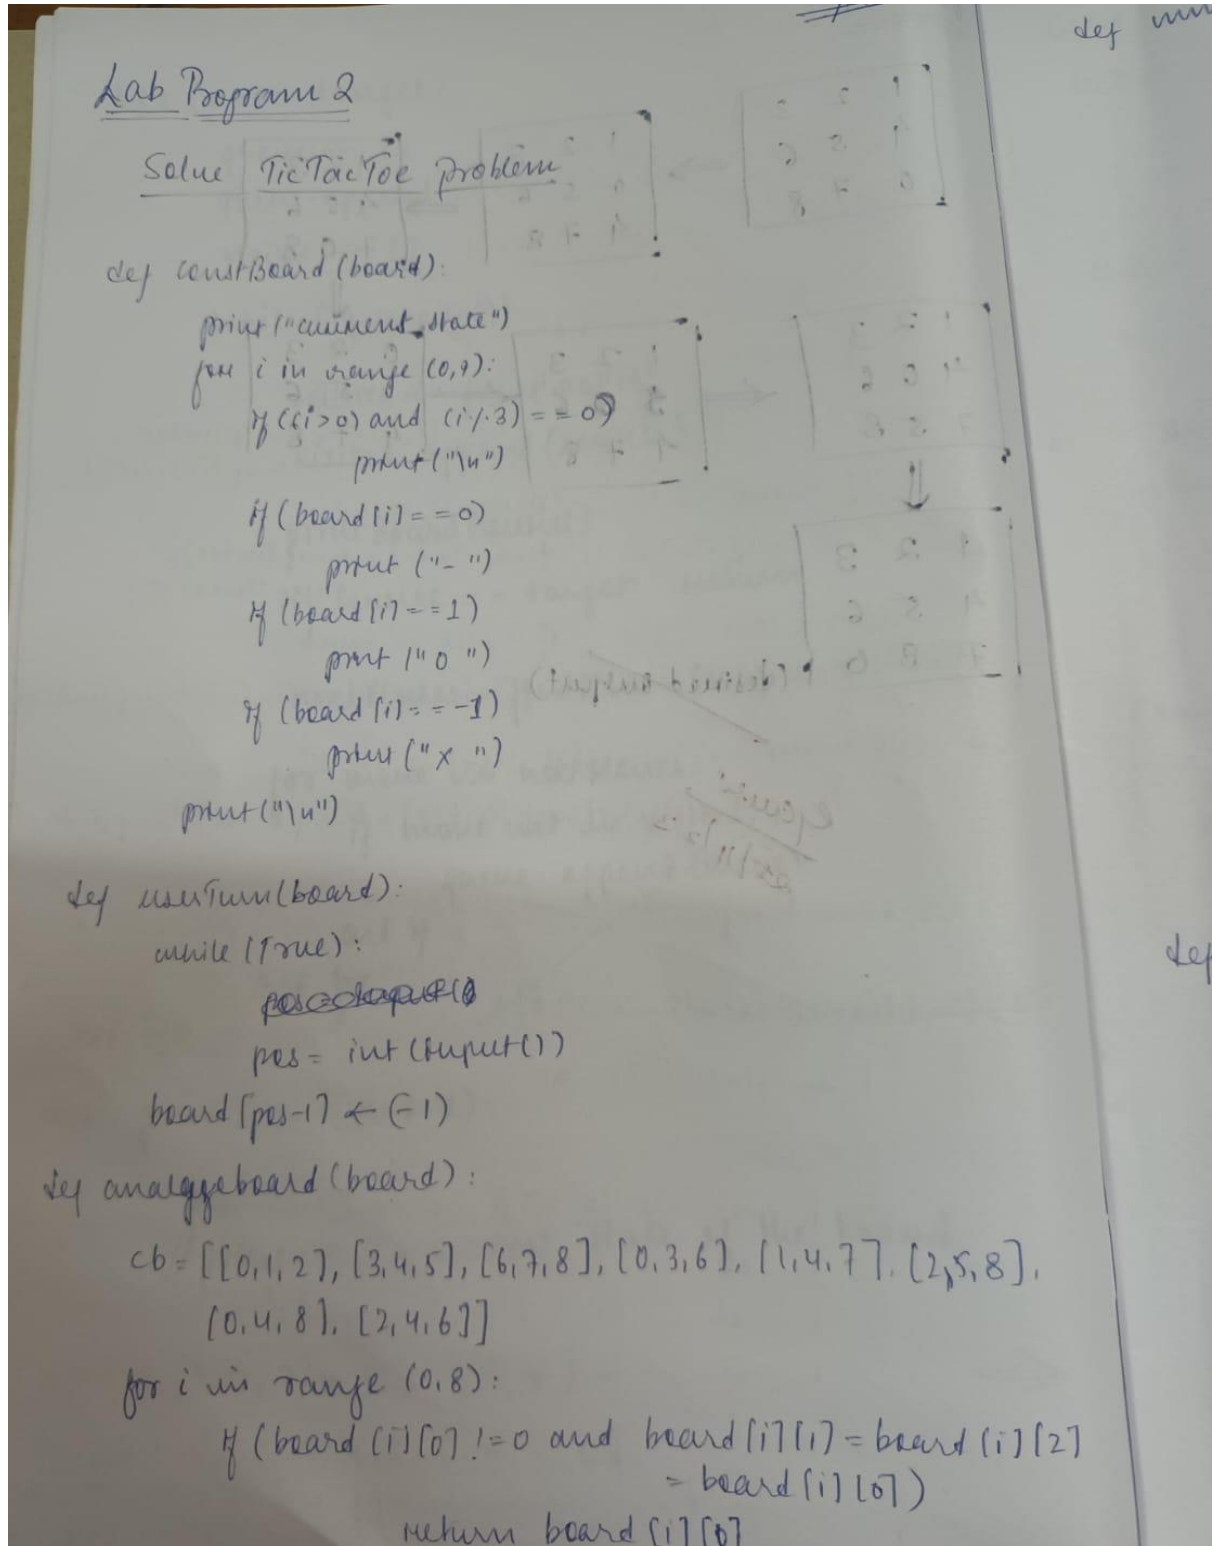 def
Lab Program 2
Solve TicTacToe problem
def constBoard (board):
print ("current state")
for i in range (0,9):
if ((i>0) and (i%3) == 0)
print ("\n")
if (board[i] == 0)
print ("- ")
if (board[i] == 1)
print ("0 ")
if (board[i] == -1)
print ("x ")
print ("\n")
def userTurn(board):
while (True):
pos = int (input())
board [pos-1] ← (-1)
def analyzeboard (board):
cb = [[0,1,2], [3,4,5], [6,7,8], [0,3,6], [1,4,7], [2,5,8],
[0,4,8], [2,4,6]]
for i in range (0,8):
if (board [i][0] != 0 and board [i][1] = board [i][2]
= board [i][0])
return board [i][0]
def